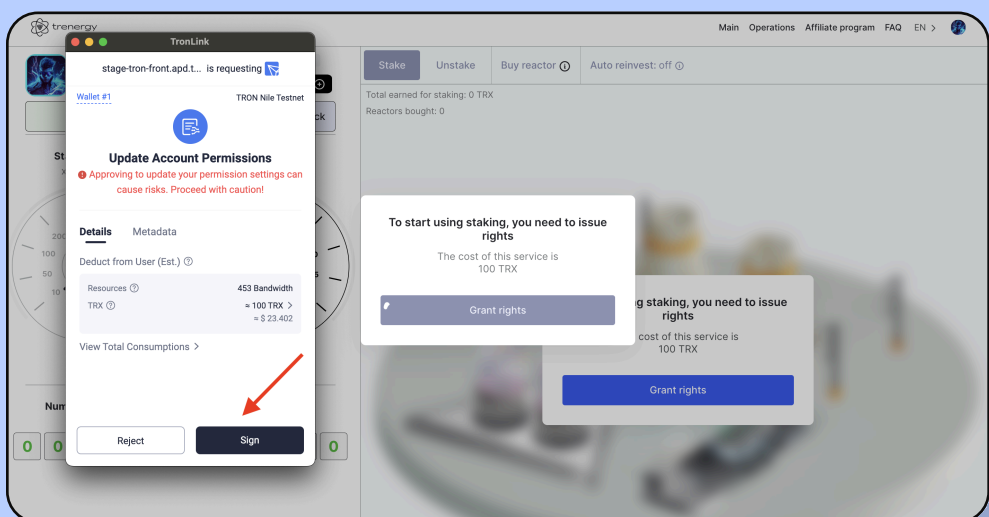 trenergy
Main Operations Affiliate program FAQ EN >
TronLink
stage-tron-front.apd.t... is requesting
Wallet #1
TRON Nile Testnet
Update Account Permissions
Approving to update your permission settings can
cause risks. Proceed with caution!
Details Metadata
Deduct from User (Est.)
Resources 453 Bandwidth
TRX ≈ 100 TRX >
≈ $ 23.402
View Total Consumptions >
Reject Sign
ck
St
200
100
50
10
Num
0 0 0
Stake Unstake Buy reactor Auto reinvest: off
Total earned for staking: 0 TRX
Reactors bought: 0
To start using staking, you need to issue
rights
The cost of this service is
100 TRX
Grant rights
ng staking, you need to issue
rights
cost of this service is
100 TRX
Grant rights